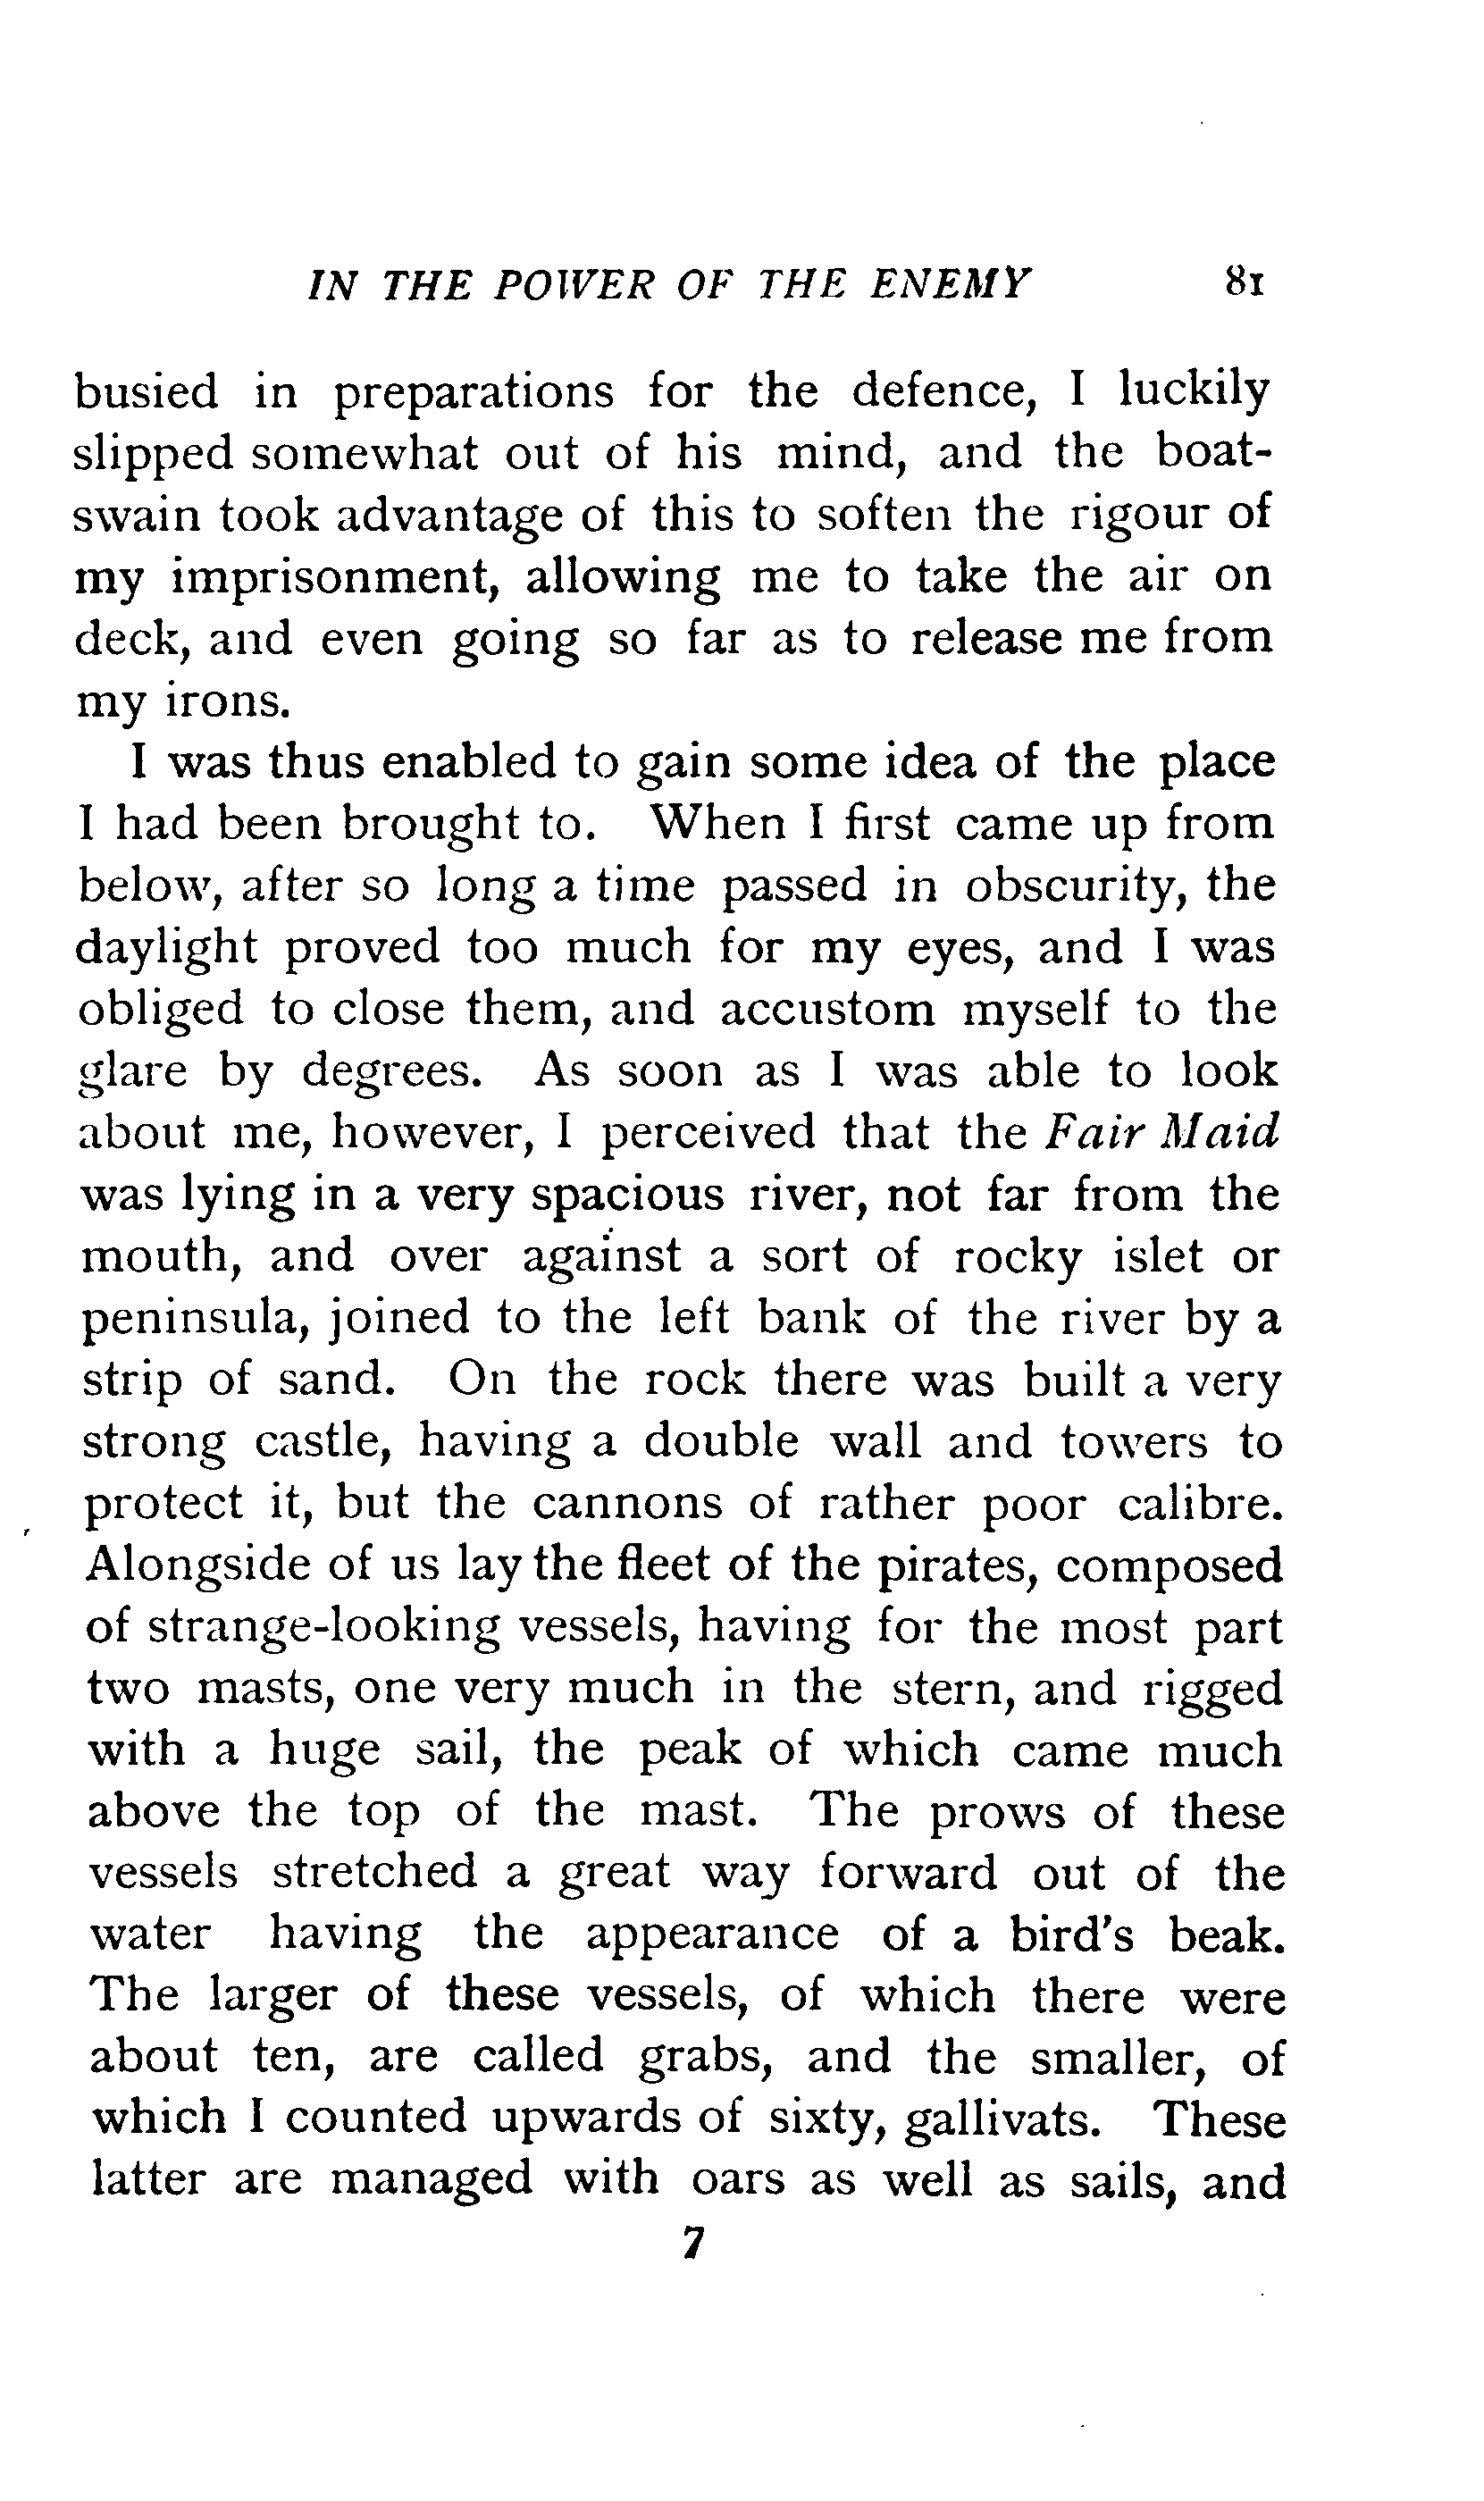 IN THE POWER OF THE ENEMY 81
busied in preparations for the defence, I luckily
slipped somewhat out of his mind, and the boat-
swain took advantage of this to soften the rigour of
my imprisonment, allowing me to take the air on
deck, and even going so far as to release me from
my irons.
I was thus enabled to gain some idea of the place
I had been brought to. When I first came up from
below, after so long a time passed in obscurity, the
daylight proved too much for my eyes, and I was
obliged to close them, and accustom myself to the
glare by degrees. As soon as I was able to look
about me, however, I perceived that the Fair Maid
was lying in a very spacious river, not far from the
mouth, and over against a sort of rocky islet or
peninsula, joined to the left bank of the river by a
strip of sand. On the rock there was built a very
strong castle, having a double wall and towers to
protect it, but the cannons of rather poor calibre.
Alongside of us lay the fleet of the pirates, composed
of strange-looking vessels, having for the most part
two masts, one very much in the stern, and rigged
with a huge sail, the peak of which came much
above the top of the mast. The prows of these
vessels stretched a great way forward out of the
water having the appearance of a bird's beak.
The larger of these vessels, of which there were
about ten, are called grabs, and the smaller, of
which I counted upwards of sixty, gallivats. These
latter are managed with oars as well as sails, and
7